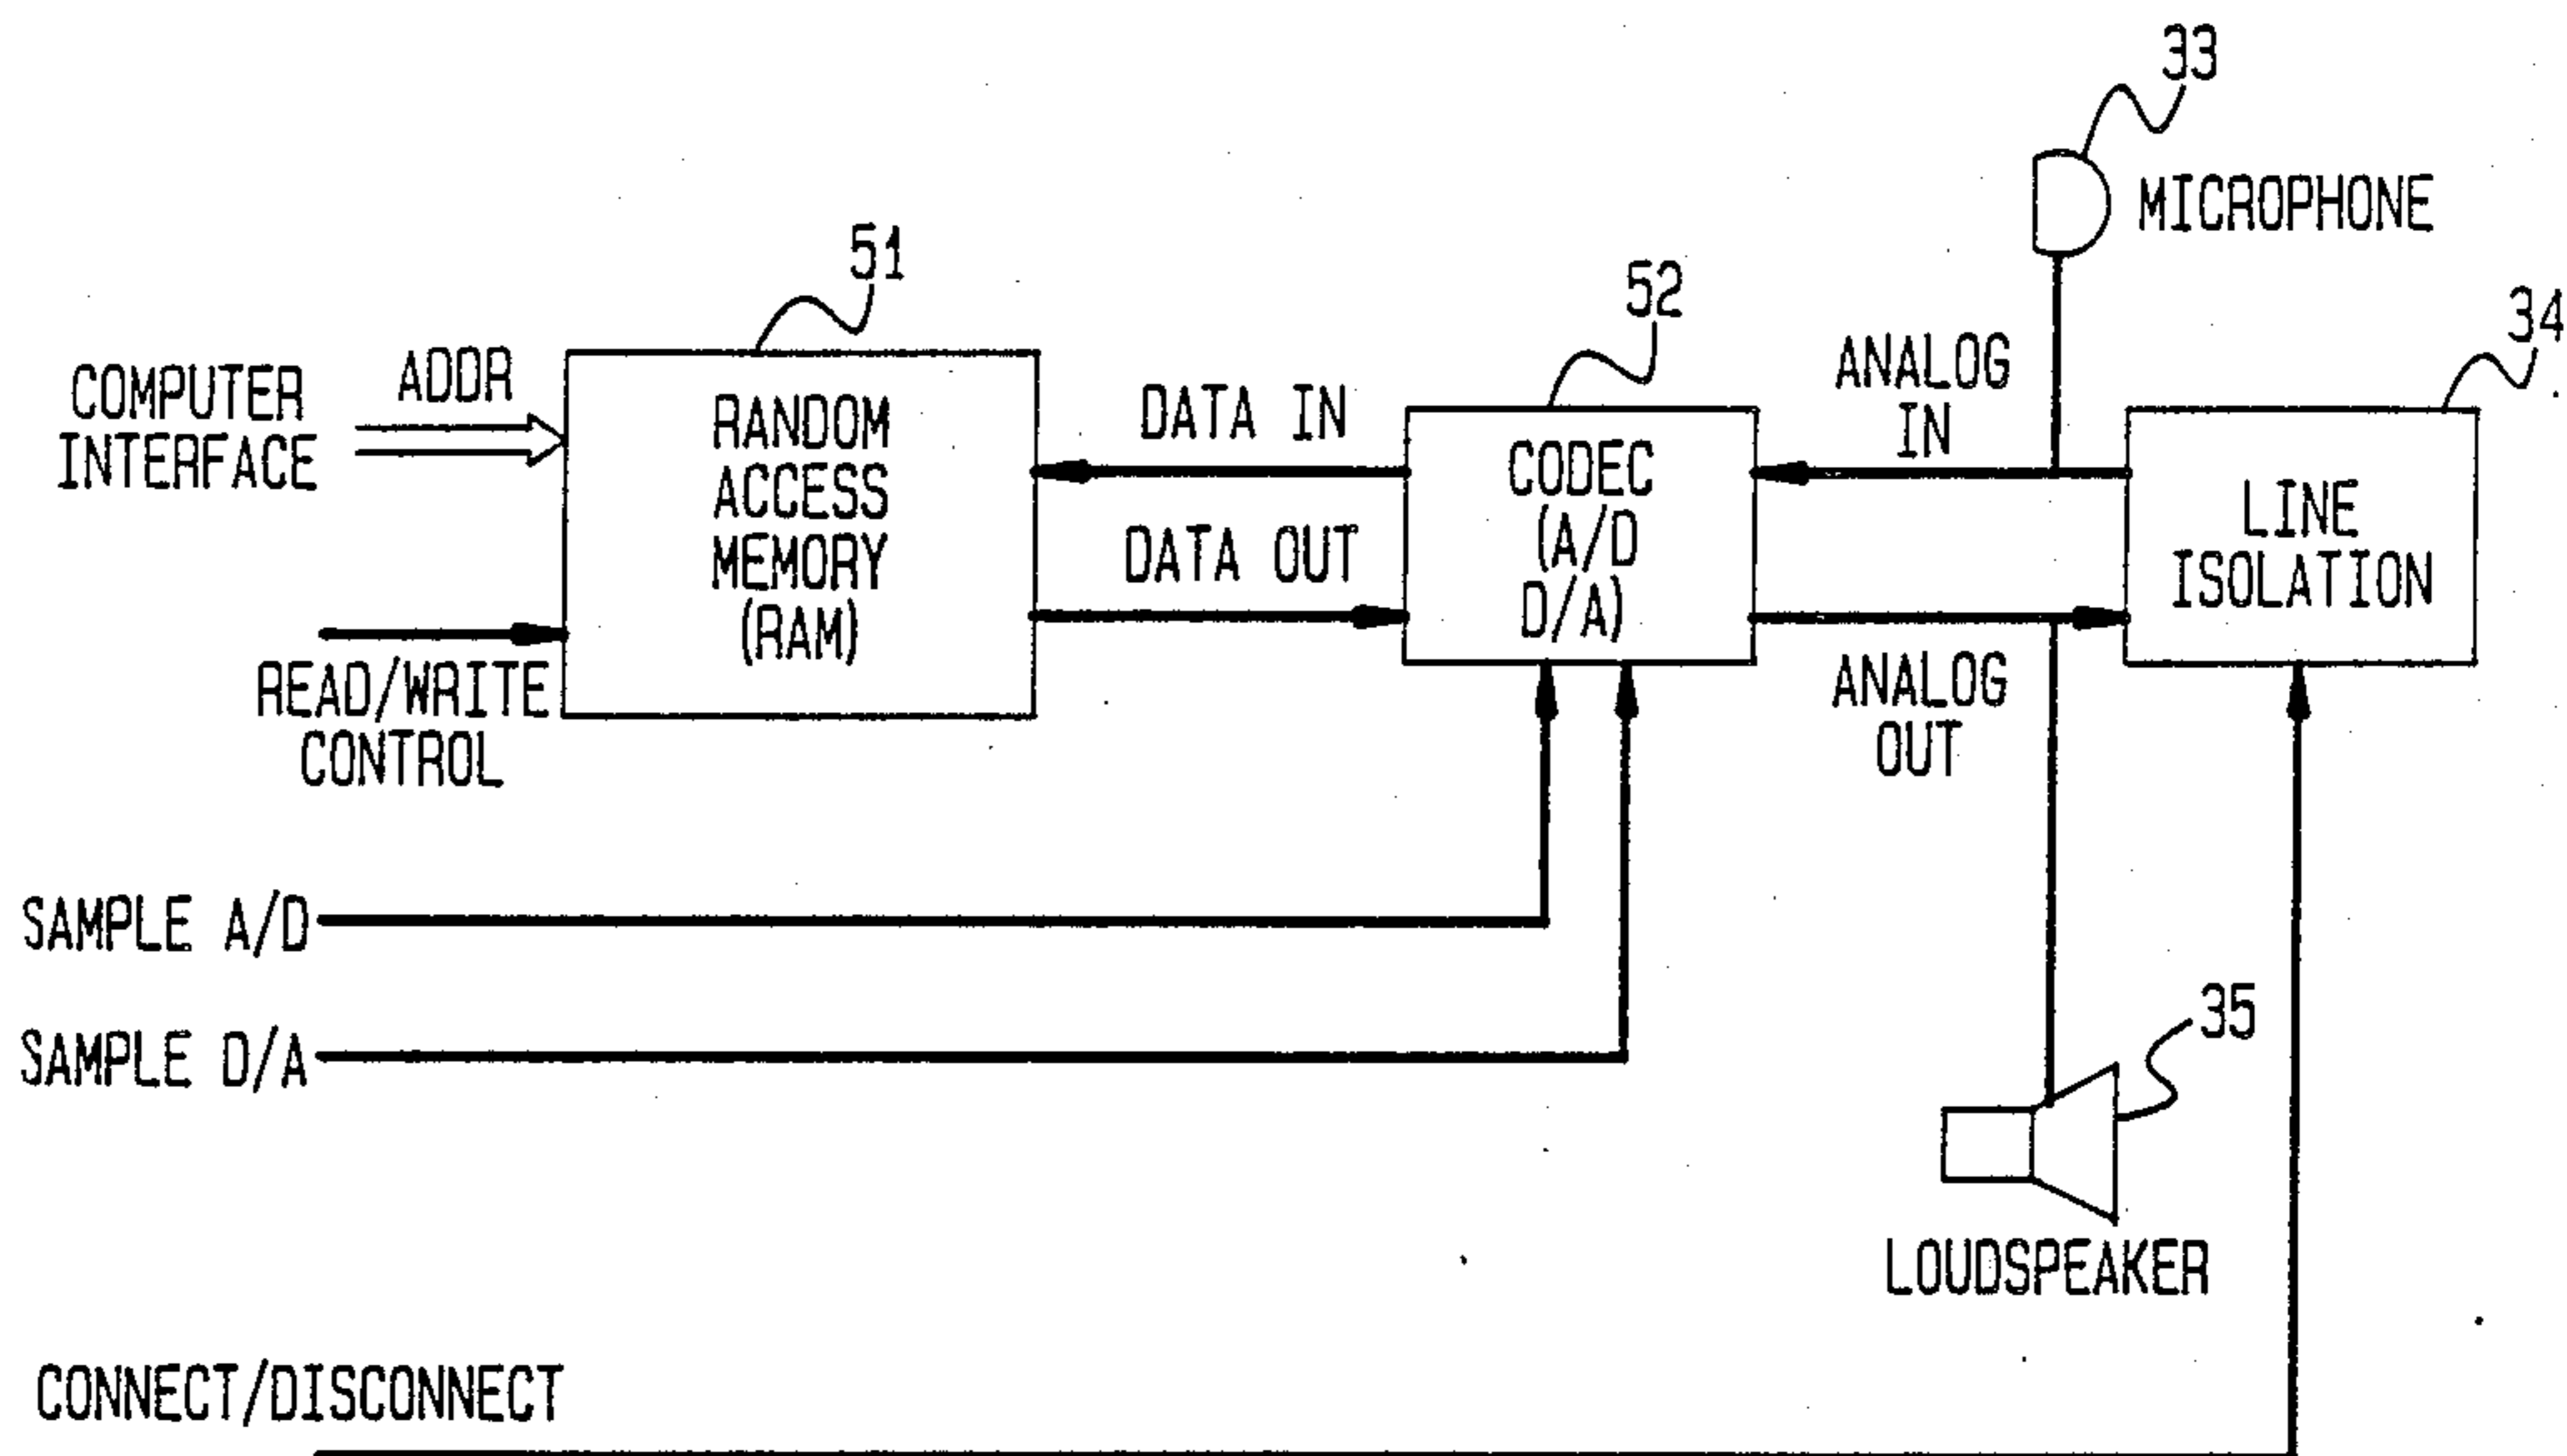 33
MICROPHONE
51
52
34
COMPUTER
INTERFACE
ADDR
RANDOM
ACCESS
MEMORY
(RAM)
DATA IN
DATA OUT
CODEC
(A/D
D/A)
ANALOG
IN
ANALOG
OUT
LINE
ISOLATION
READ/WRITE
CONTROL
SAMPLE A/D
SAMPLE D/A
35
LOUDSPEAKER
CONNECT/DISCONNECT